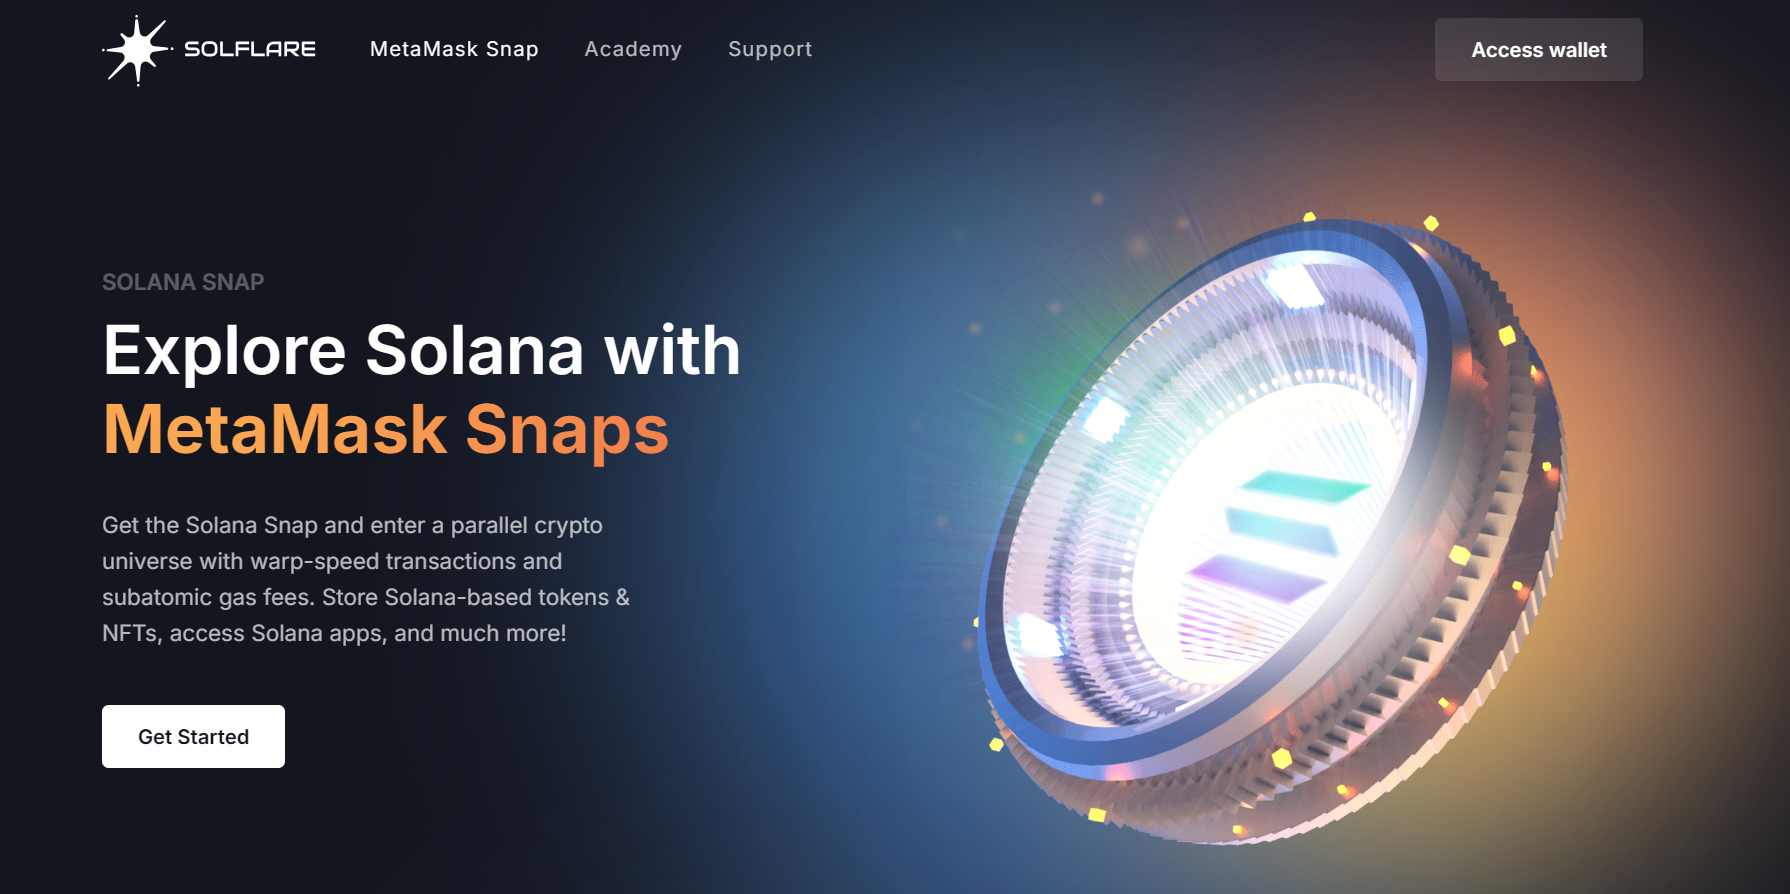 SOLFLARE
MetaMask Snap
Academy
Support
Access wallet
SOLANA SNAP
Explore Solana with
MetaMask Snaps
Get the Solana Snap and enter a parallel crypto
universe with warp-speed transactions and
subatomic gas fees. Store Solana-based tokens &
NFTs, access Solana apps, and much more!
Get Started